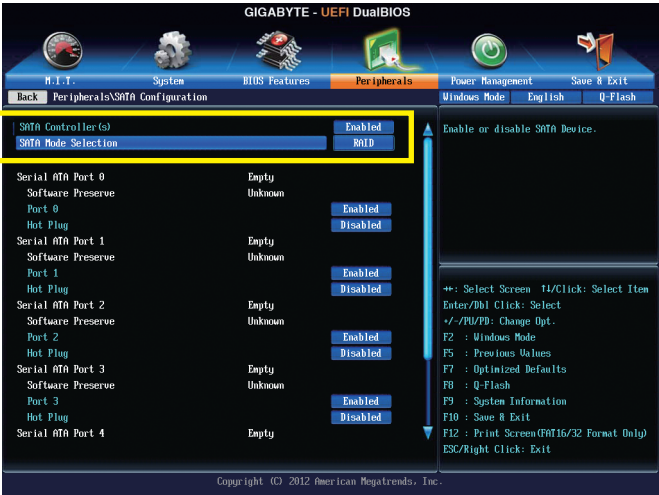 GIGABYTE - UEFI DualBIOS
M.I.T. System BIOS Features Peripherals Power Management Save & Exit
Back Peripherals\SATA Configuration Windows Mode English Q-Flash
SATA Controller(s) Enabled
SATA Mode Selection RAID
Serial ATA Port 0 Empty
Software Preserve Unknown
Port 0 Enabled
Hot Plug Disabled
Serial ATA Port 1 Empty
Software Preserve Unknown
Port 1 Enabled
Hot Plug Disabled
Serial ATA Port 2 Empty
Software Preserve Unknown
Port 2 Enabled
Hot Plug Disabled
Serial ATA Port 3 Empty
Software Preserve Unknown
Port 3 Enabled
Hot Plug Disabled
Serial ATA Port 4 Empty
Enable or disable SATA Device.
→←: Select Screen ↑↓/Click: Select Item
Enter/Dbl Click: Select
+/-/PU/PD: Change Opt.
F2 : Windows Mode
F5 : Previous Values
F7 : Optimized Defaults
F8 : Q-Flash
F9 : System Information
F10 : Save & Exit
F12 : Print Screen(FAT16/32 Format Only)
ESC/Right Click: Exit
Copyright (C) 2012 American Megatrends, Inc.